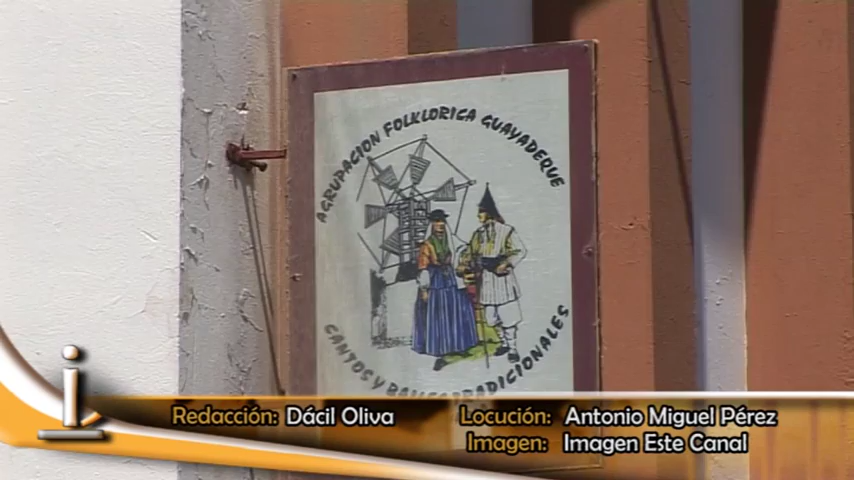 AGRUPACION FOLKLORICA GUAYADEQUE
CANTOS Y BAILES TRADICIONALES
i
Redacción: Dácil Oliva
Locución: Antonio Miguel Pérez
Imagen: Imagen Este Canal